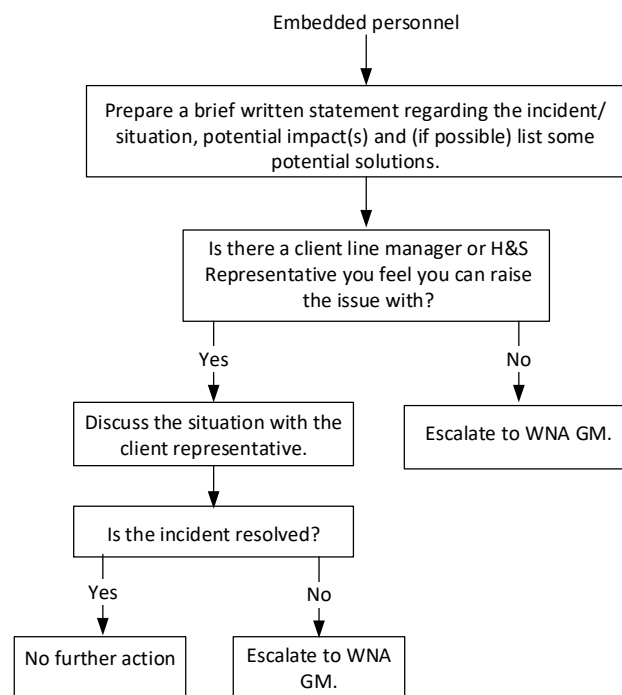 Embedded personnel
Prepare a brief written statement regarding the incident/
situation, potential impact(s) and (if possible) list some
potential solutions.
Is there a client line manager or H&S
Representative you feel you can raise
the issue with?
Yes
No
Discuss the situation with the
client representative.
Escalate to WNA GM.
Is the incident resolved?
Yes
No
No further action
Escalate to WNA
GM.